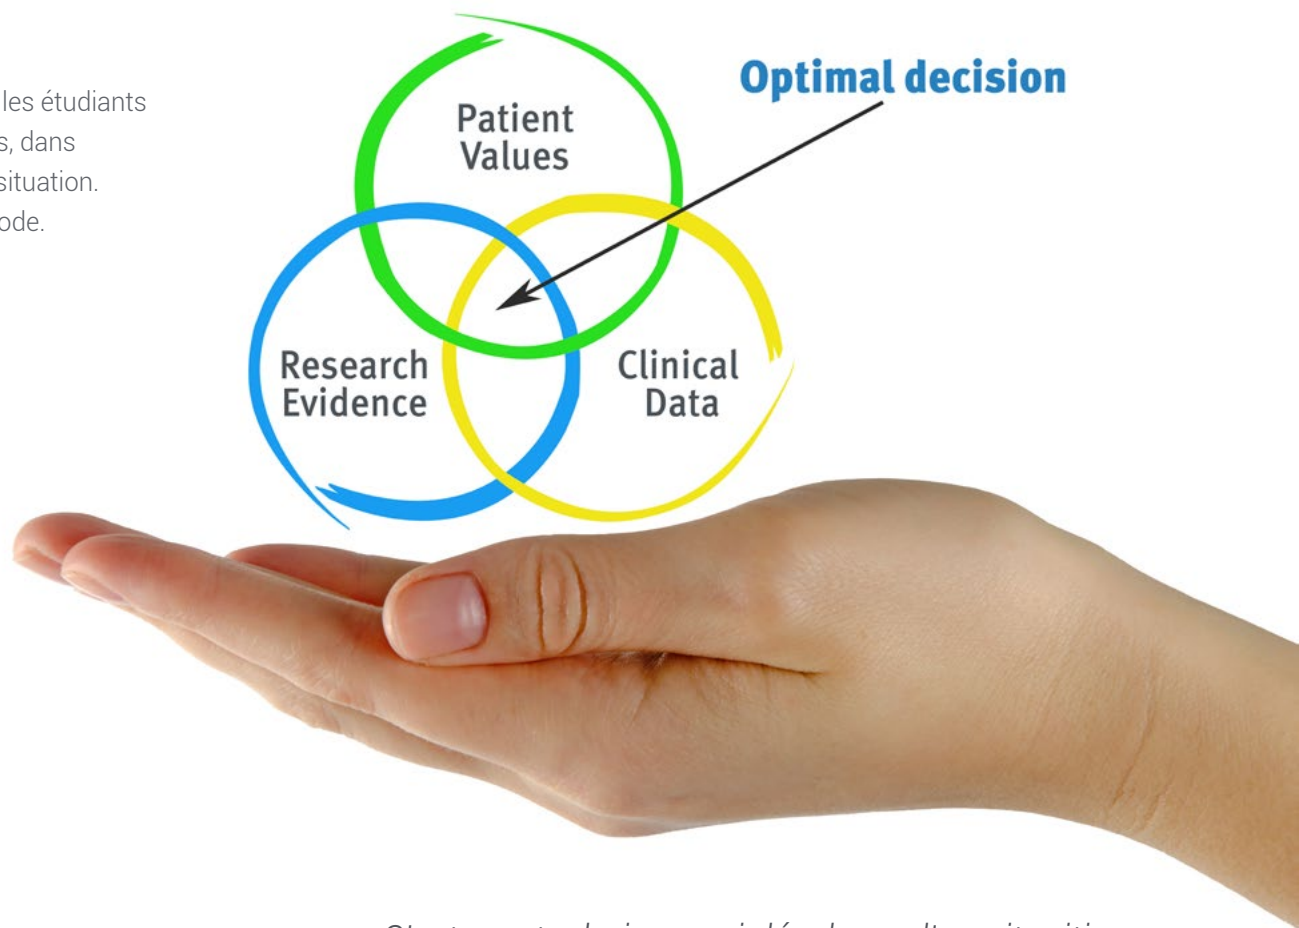 les étudiants
s, dans
situation.
ode.
Optimal decision
Patient
Values
Research
Evidence
Clinical
Data